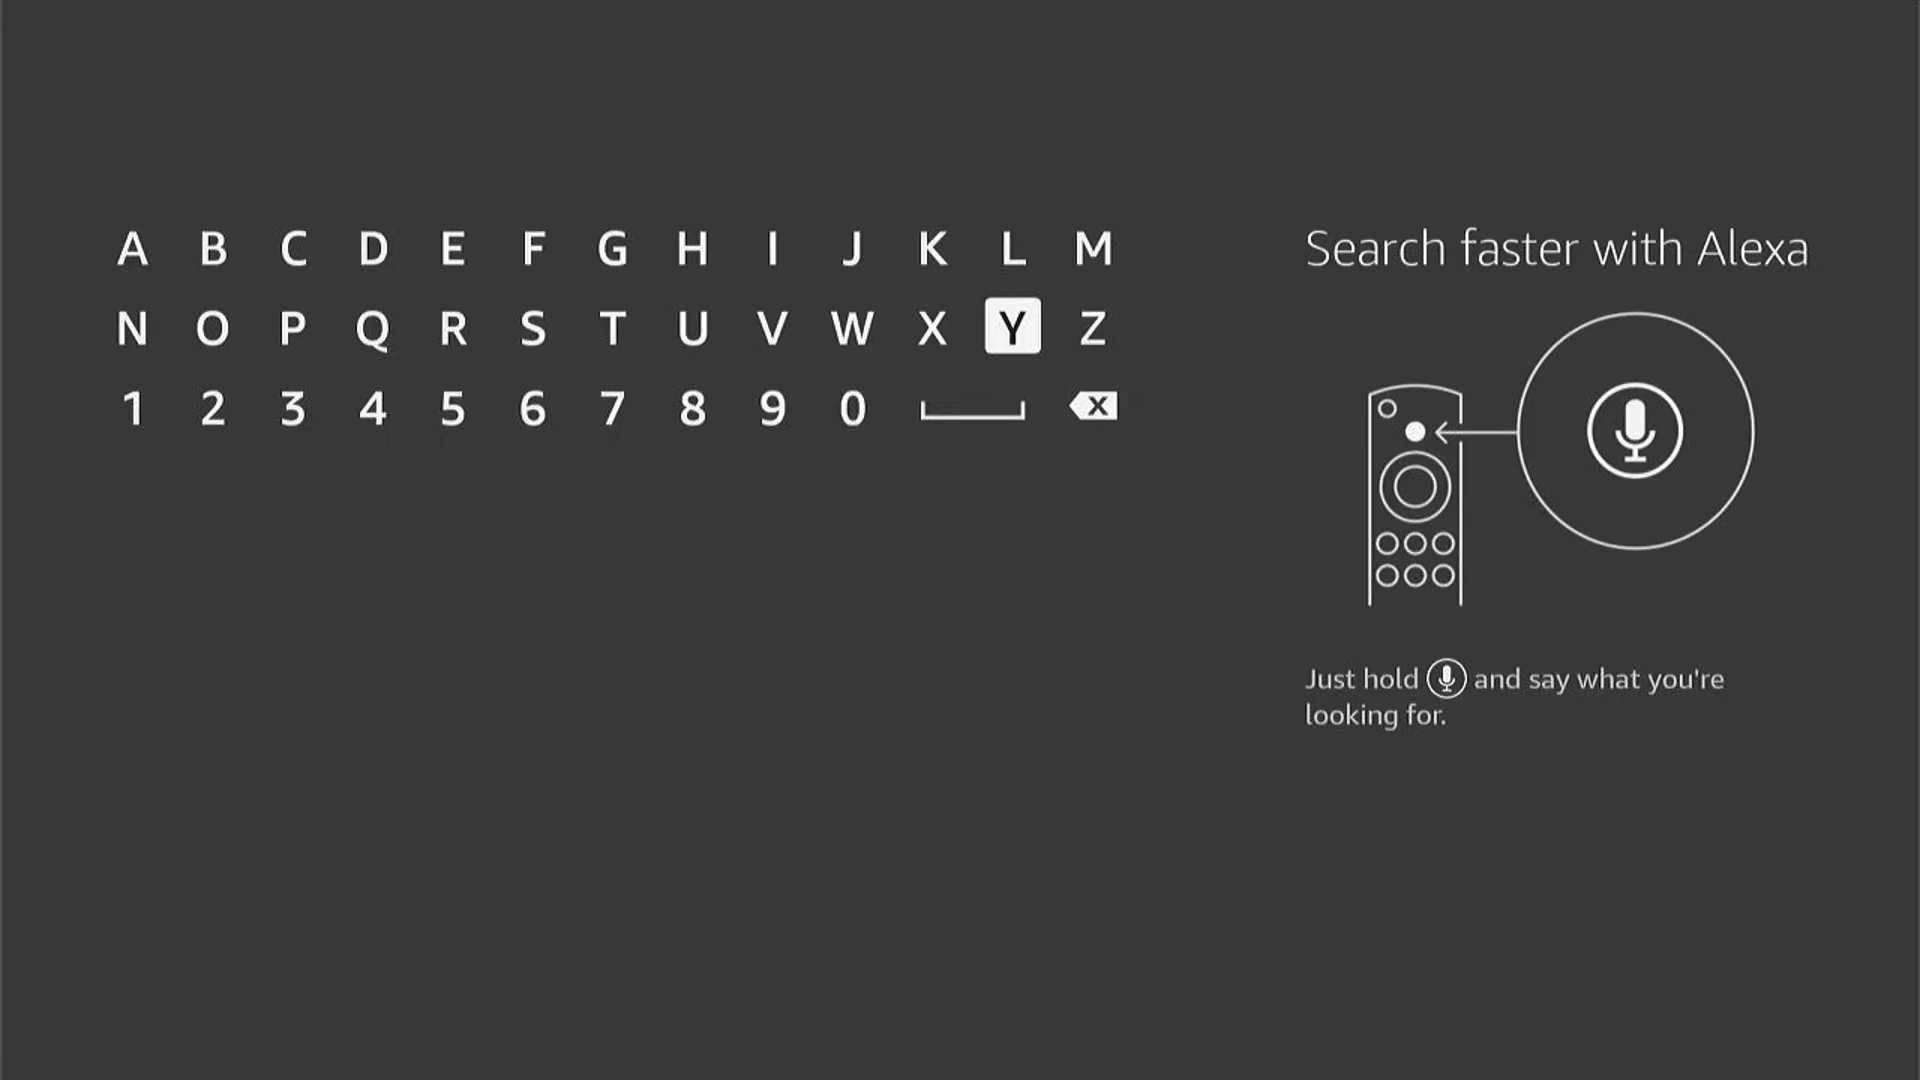 A B C D E F G H I J K L M
N O P Q R S T U V W X Y Z
1 2 3 4 5 6 7 8 9 0
Search faster with Alexa
Just hold and say what you're
looking for.